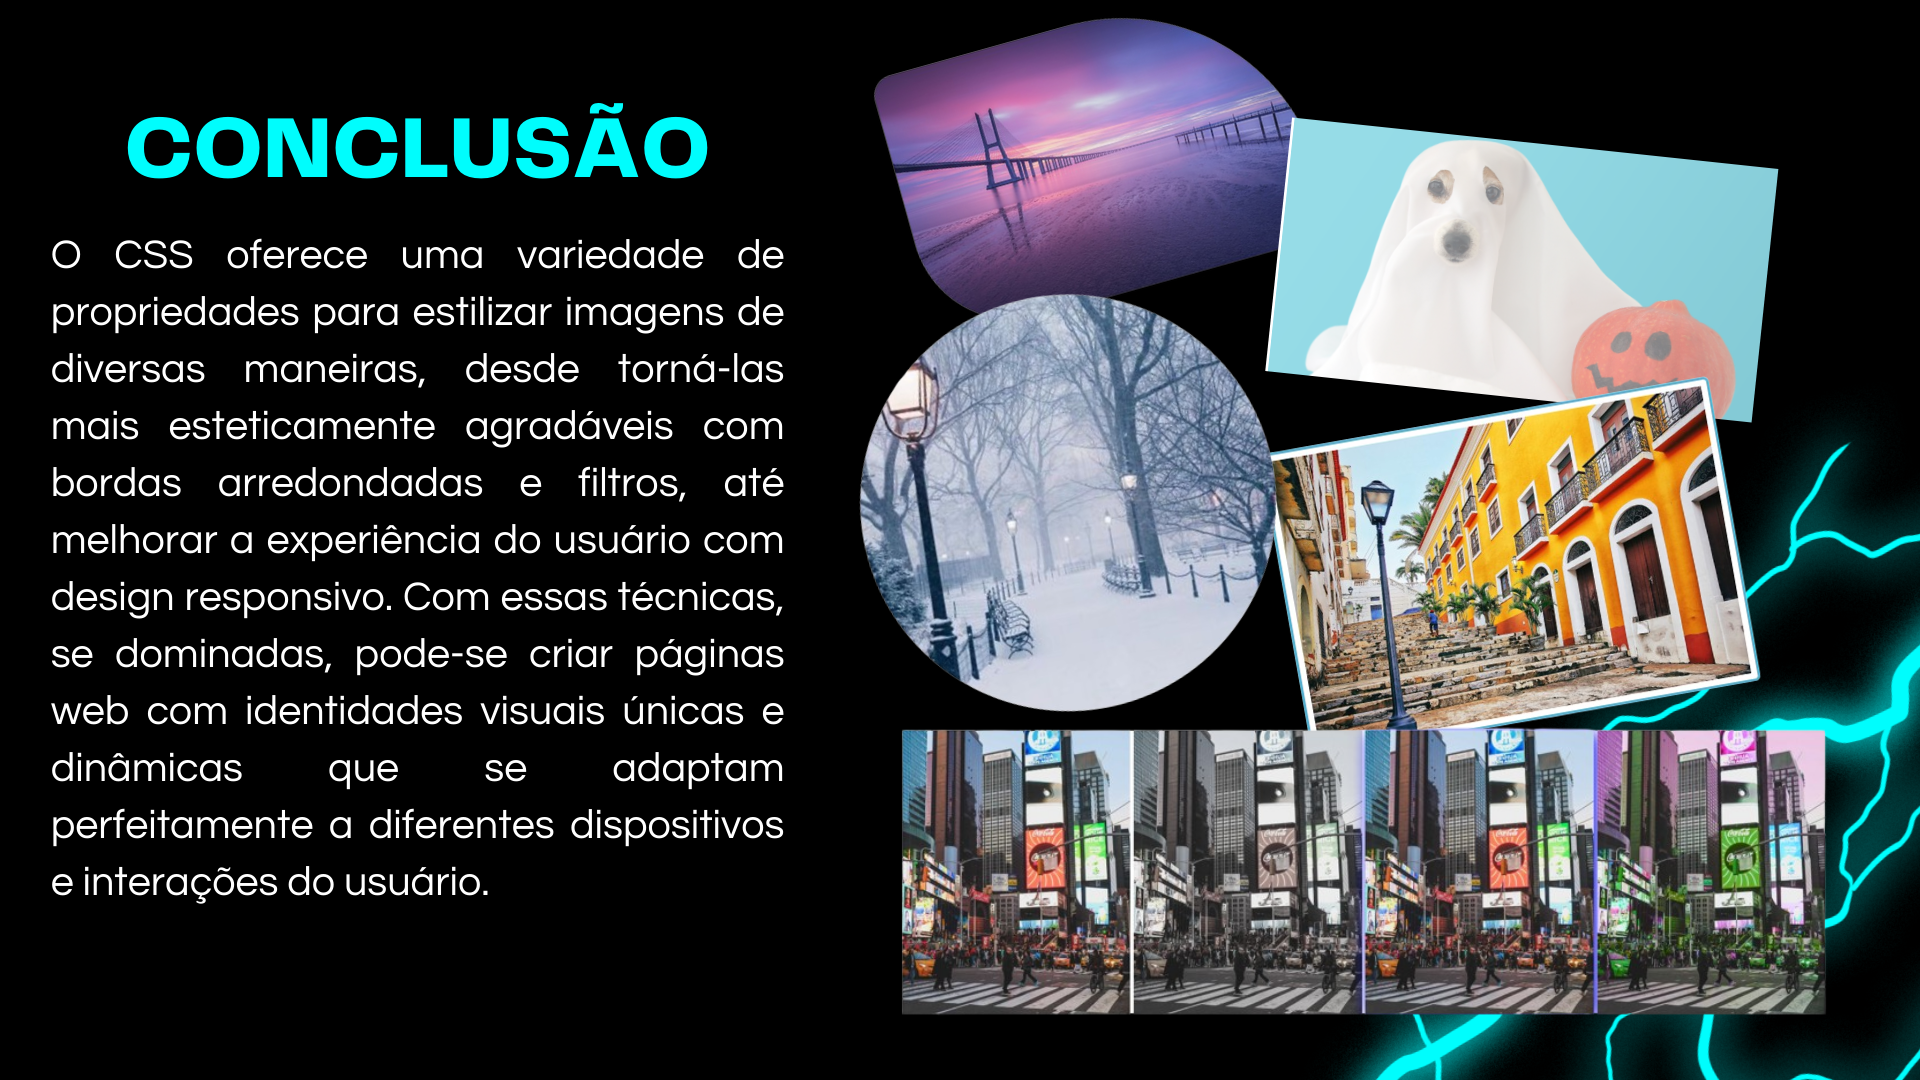 CONCLUSÃO
O CSS oferece uma variedade de
propriedades para estilizar imagens de
diversas maneiras, desde torná-las
mais esteticamente agradáveis com
bordas arredondadas e filtros, até
melhorar a experiência do usuário com
design responsivo. Com essas técnicas,
se dominadas, pode-se criar páginas
web com identidades visuais únicas e
dinâmicas que se adaptam
perfeitamente a diferentes dispositivos
e interações do usuário.